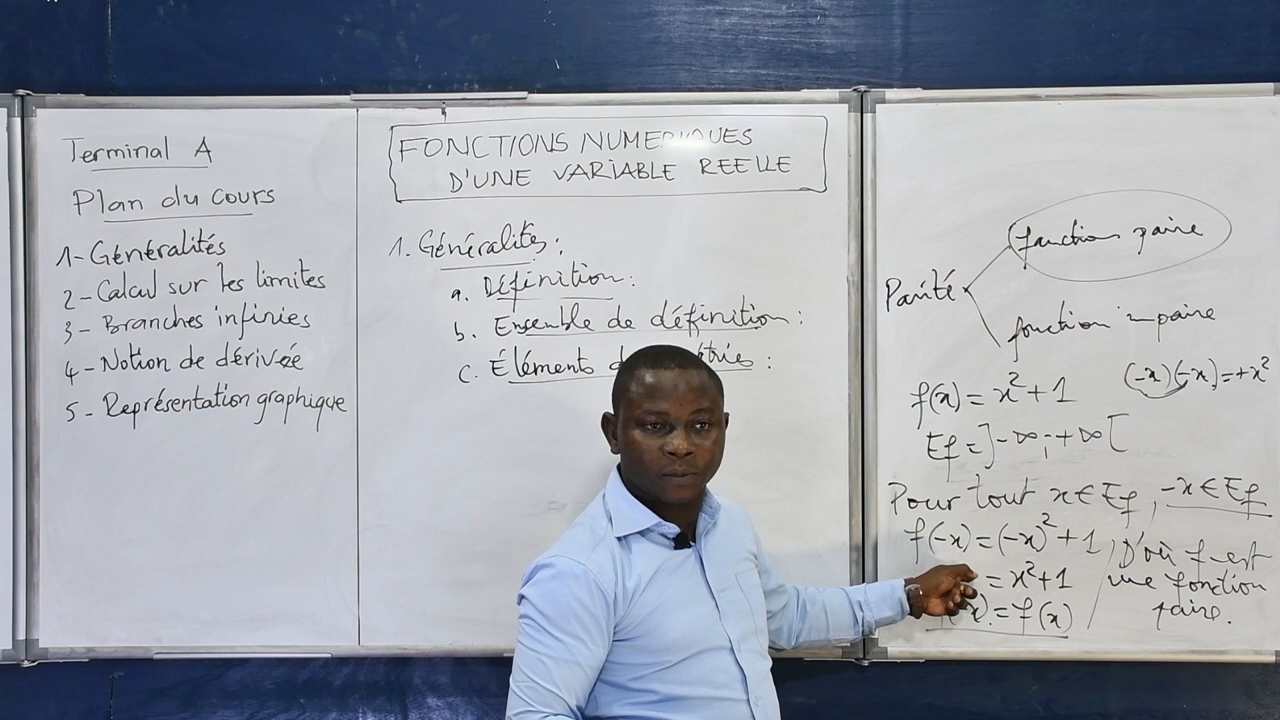 Terminal A
Plan du cours
1- Généralités
2- Calcul sur les limites
3- Branches infinies
4- Notion de dérivée
5- Représentation graphique
FONCTIONS NUMERIQUES
D'UNE VARIABLE REELLE
1. Généralités:
a. Définition:
b. Ensemble de définition:
c. Éléments :
Parité
fonction paire
fonction impaire
f(x) = x²+1
(-x)(-x)=+x²
Ef = ]-∞;+∞[
Pour tout x∈Ef, -x∈Ef
f(-x)=(-x)²+1
= x²+1
=f(x)
D'où f est
une fonction
paire.